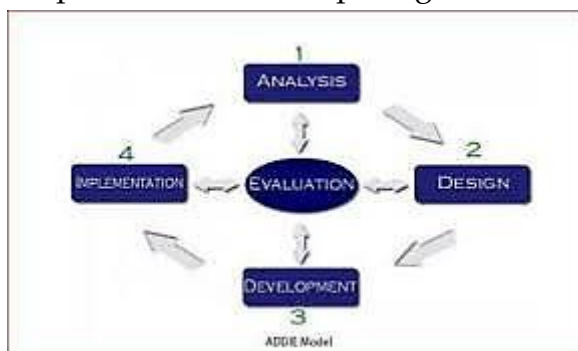 1
ANALYSIS
4
2
IMPLEMENTATION
EVALUATION
DESIGN
DEVELOPMENT
3
ADDIE Model